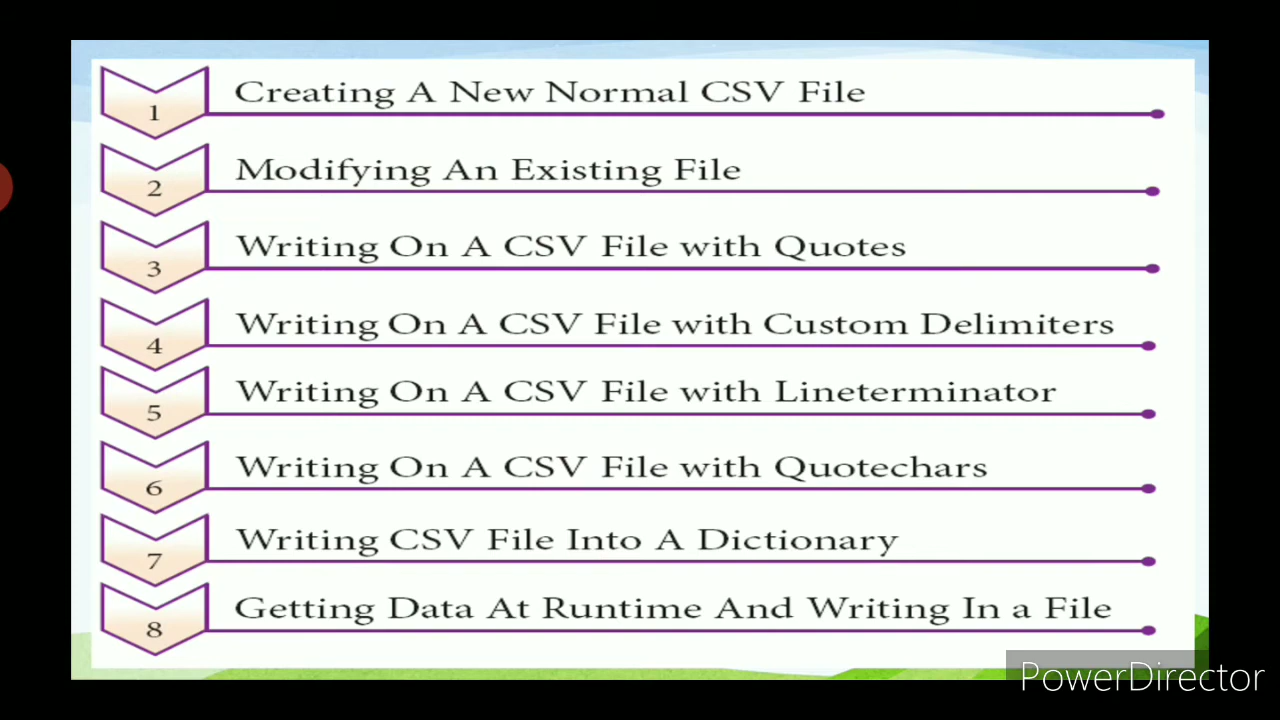 1 Creating A New Normal CSV File
2 Modifying An Existing File
3 Writing On A CSV File with Quotes
4 Writing On A CSV File with Custom Delimiters
5 Writing On A CSV File with Lineterminator
6 Writing On A CSV File with Quotechars
7 Writing CSV File Into A Dictionary
8 Getting Data At Runtime And Writing In a File
PowerDirector